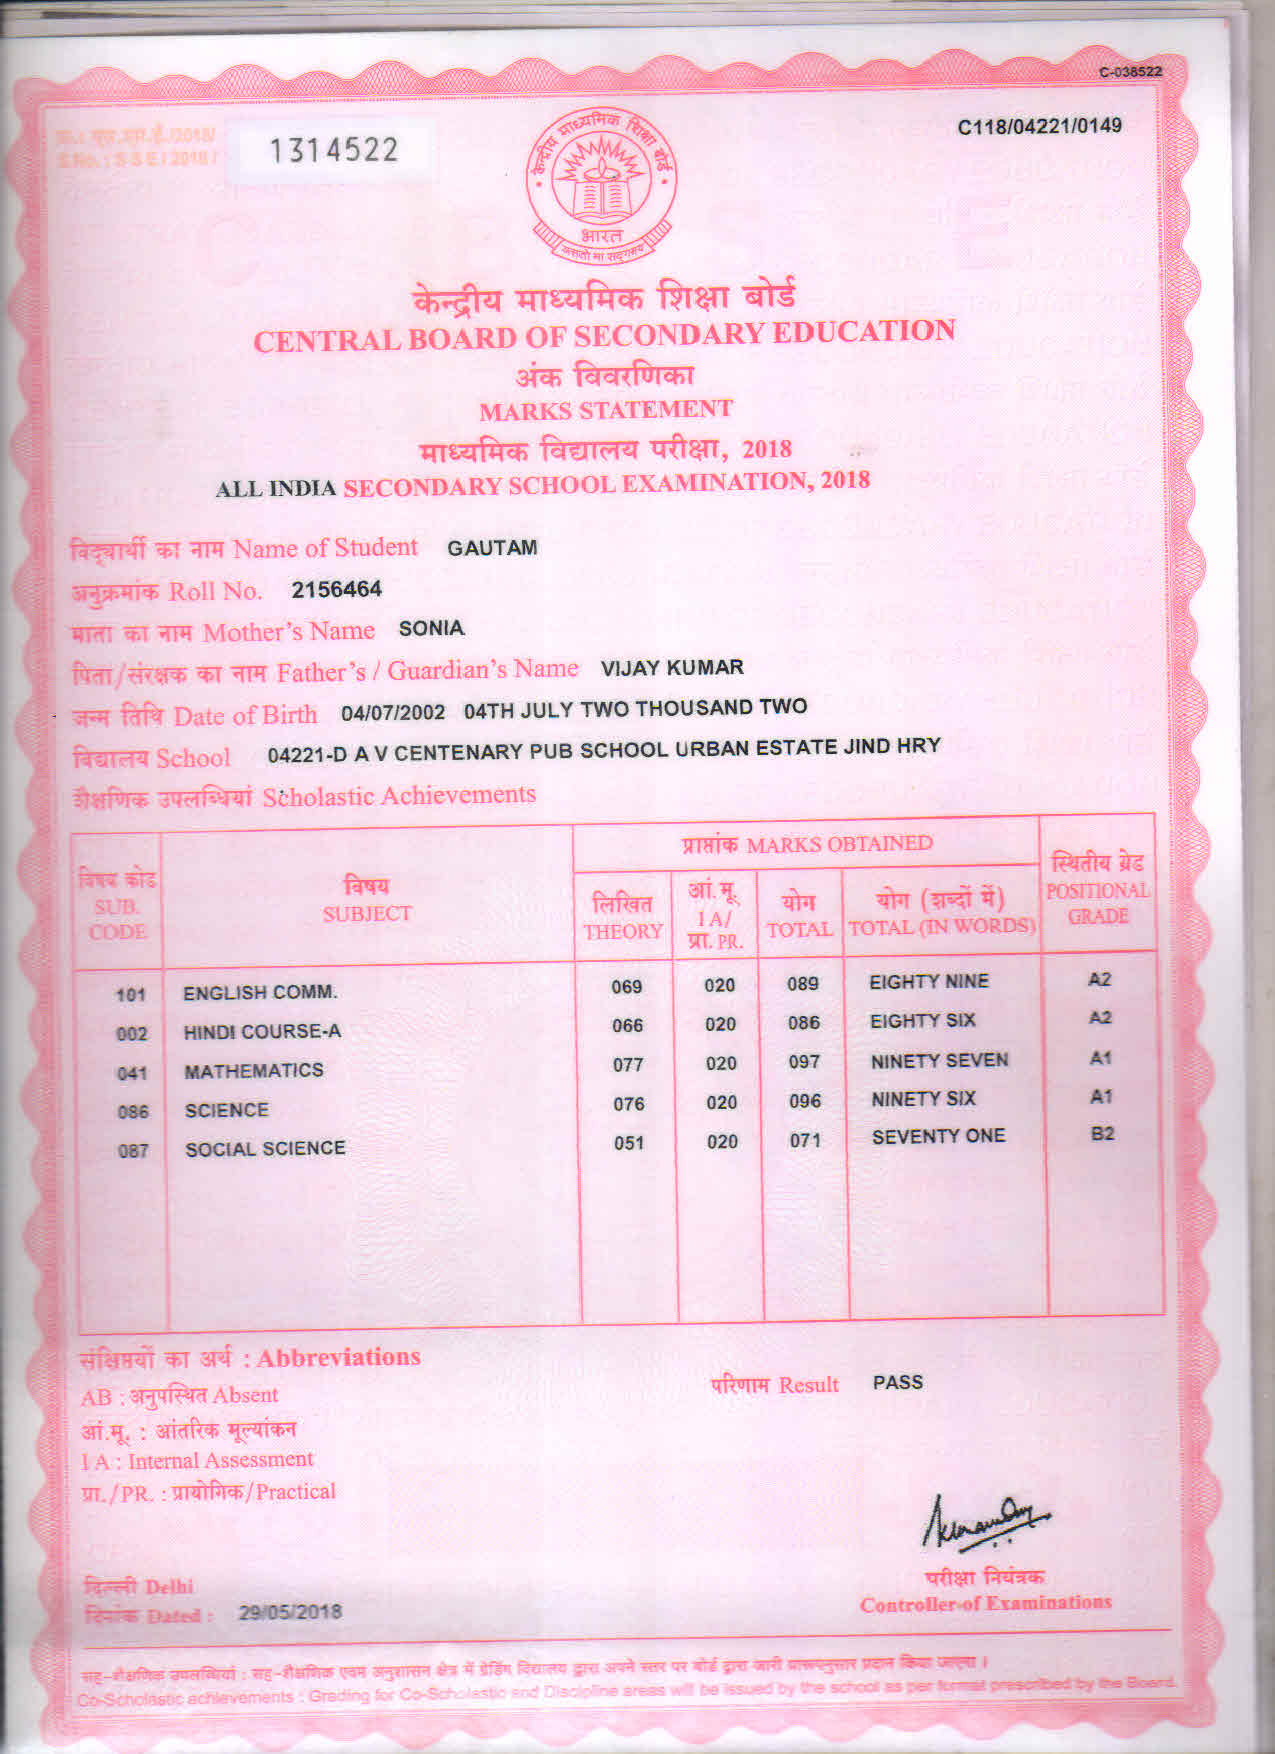 C-038522
क्र. : एस.एस.ई./2018/
S.No. : S S E / 2018 /
1314522
C118/04221/0149
केन्द्रीय माध्यमिक शिक्षा बोर्ड
भारत
असतो मा सद्गमय
केन्द्रीय माध्यमिक शिक्षा बोर्ड
CENTRAL BOARD OF SECONDARY EDUCATION
अंक विवरणिका
MARKS STATEMENT
माध्यमिक विद्यालय परीक्षा, 2018
ALL INDIA SECONDARY SCHOOL EXAMINATION, 2018
विद्यार्थी का नाम Name of Student GAUTAM
अनुक्रमांक Roll No. 2156464
माता का नाम Mother's Name SONIA
पिता/संरक्षक का नाम Father's / Guardian's Name VIJAY KUMAR
जन्म तिथि Date of Birth 04/07/2002 04TH JULY TWO THOUSAND TWO
विद्यालय School 04221-D A V CENTENARY PUB SCHOOL URBAN ESTATE JIND HRY
शैक्षणिक उपलब्धियां Scholastic Achievements
विषय कोड SUB. CODE
विषय SUBJECT
प्राप्तांक MARKS OBTAINED
लिखित THEORY
आं.मू. I A/ प्रा. PR.
योग TOTAL
योग (शब्दों में) TOTAL (IN WORDS)
स्थितीय ग्रेड POSITIONAL GRADE
101 ENGLISH COMM. 069 020 089 EIGHTY NINE A2
002 HINDI COURSE-A 066 020 086 EIGHTY SIX A2
041 MATHEMATICS 077 020 097 NINETY SEVEN A1
086 SCIENCE 076 020 096 NINETY SIX A1
087 SOCIAL SCIENCE 051 020 071 SEVENTY ONE B2
संक्षिप्तयों का अर्थ : Abbreviations
AB : अनुपस्थित Absent
परिणाम Result PASS
आं.मू. : आंतरिक मूल्यांकन
I A : Internal Assessment
प्रा./PR. : प्रायोगिक/Practical
परीक्षा नियंत्रक
Controller of Examinations
दिल्ली Delhi
दिनांक Dated : 29/05/2018
सह-शैक्षणिक उपलब्धियां : सह-शैक्षणिक एवम अनुशासन क्षेत्र में ग्रेडिंग विद्यालय द्वारा अपने स्तर पर बोर्ड द्वारा जारी प्रारूपनुसार प्रदान किया जाएगा ।
Co-Scholastic achievements : Grading for Co-Scholastic and Discipline areas will be issued by the school as per format prescribed by the Board.